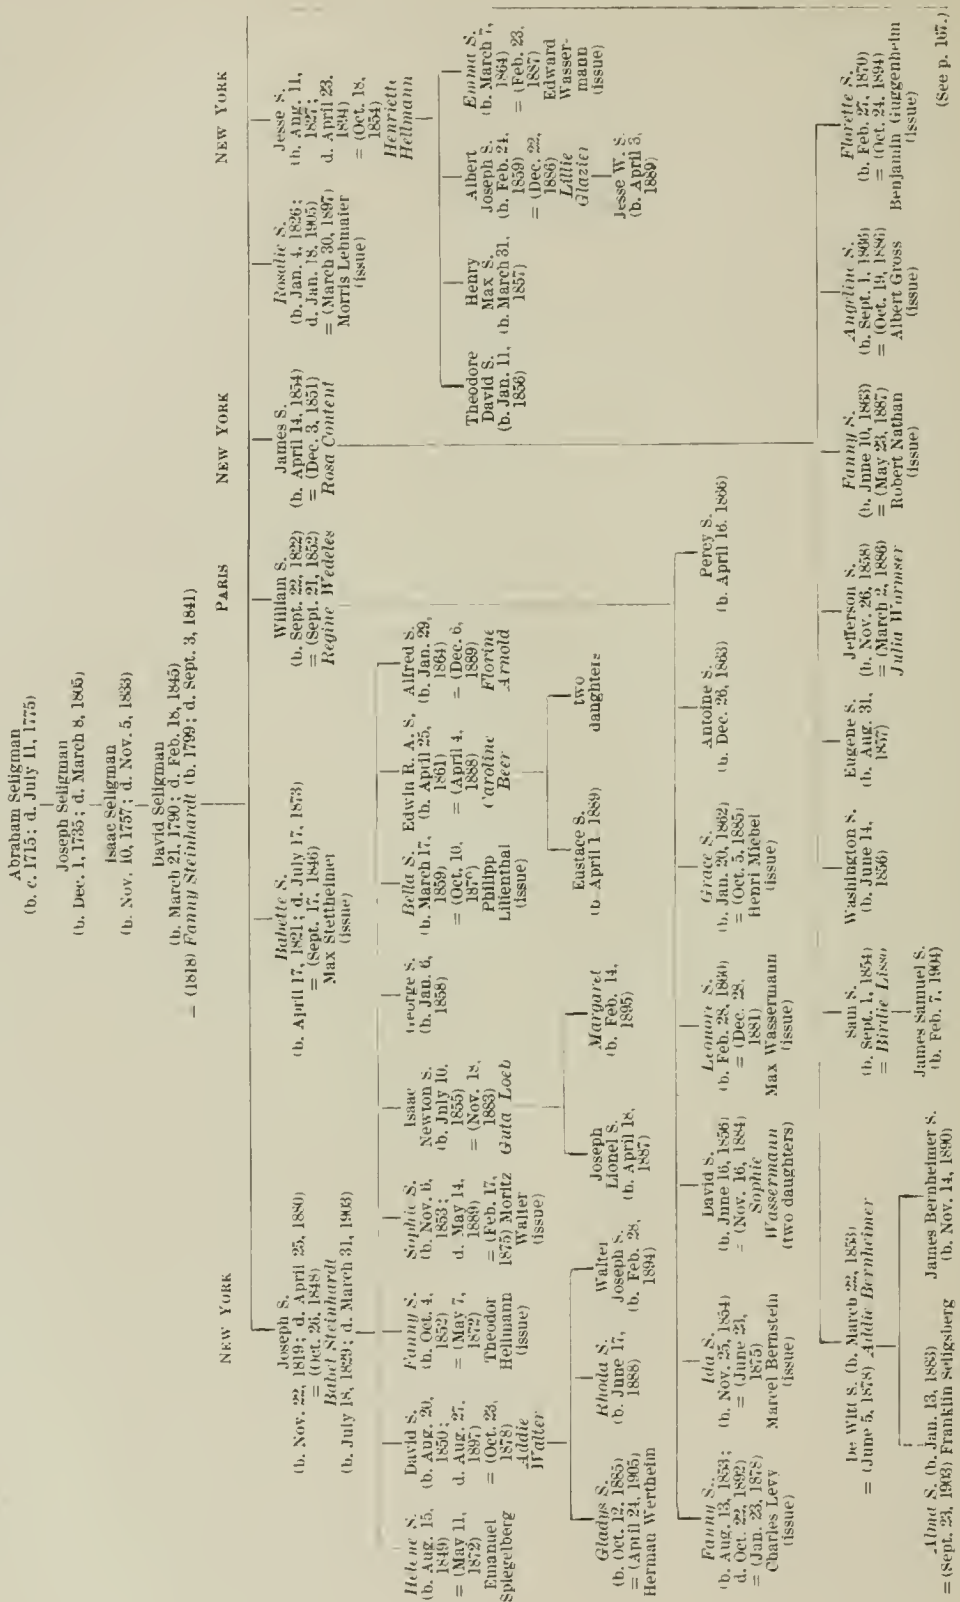 Abraham Seligman
(b. c. 1715; d. July 11, 1775)
Joseph Seligman
(b. Dec. 1, 1735; d. March 8, 1805)
Isaac Seligman
(b. Nov. 10, 1757; d. Nov. 5, 1833)
David Seligman
(b. March 21, 1790; d. Feb. 18, 1845)
= (1818) Fanny Steinhardt (b. 1799; d. Sept. 3, 1841)
NEW YORK
PARIS
NEW YORK
NEW YORK
Joseph S.
(b. Nov. 22, 1819; d. April 25, 1880)
= (Oct. 26, 1848)
Babet Steinhardt
(b. July 18, 1829; d. March 31, 1903)
Babette S.
(b. April 17, 1821; d. July 17, 1873)
= (Sept. 17, 1846)
Max Stettheimer
(issue)
William S.
(b. Sept. 22, 1822)
= (Sept. 21, 1852)
Regine Wedeles
James S.
(b. April 14, 1854)
= (Dec. 3, 1851)
Rosa Content
Rosalie S.
(b. Jan. 4, 1826;
d. Jan. 18, 1905)
= (March 30, 1897)
Morris Lehmaier
(issue)
Jesse S.
(b. Aug. 11,
1827;
d. April 23,
1894)
= (Oct. 18,
1854)
Henriette
Hellmann
Helene S.
(b. Aug. 15,
1849)
= (May 11,
1872)
Emanuel
Spiegelberg
David S.
(b. Aug. 20,
1850;
d. Aug. 27,
1897)
= (Oct. 23,
1878)
Addie
Walter
Fanny S.
(b. Oct. 4,
1852)
= (May 7,
1872)
Theodor
Hellmann
(issue)
Sophie S.
(b. Nov. 6,
1853;
d. May 14,
1889)
= (Feb. 17,
1875) Moritz
Walter
(issue)
Isaac
Newton S.
(b. July 10,
1855)
= (Nov. 18,
1883)
Guta Loeb
George S.
(b. Jan. 6,
1858)
Bella S.
(b. March 17,
1859)
= (Oct. 10,
Philipp
Lilienthal
(issue)
Edwin R. A. S.
(b. April 25,
1861)
= (April 4,
1888)
Caroline
Beer
Alfred S.
(b. Jan. 29,
1864)
= (Dec. 6,
1889)
Florine
Arnold
Theodore
David S.
(b. Jan. 11,
1856)
Henry
Max S.
(b. March 31,
1857)
Albert
Joseph S.
(b. Feb. 24,
1859)
= (Dec. 22,
1886)
Lillie
Glazier
Jesse W. S.
(b. April 3,
1889)
Emma S.
(b. March 7,
1864)
= (Feb. 23,
1887)
Edward
Wasser-
mann
(issue)
Gladys S.
(b. Oct. 12, 1885)
= (April 24, 1905)
Herman Wertheim
Rhoda S.
(b. June 17,
1888)
Walter
Joseph S.
(b. Feb. 28,
1894)
Joseph
Lionel S.
(b. April 18,
1887)
Margaret
(b. Feb. 14,
1895)
Eustace S.
(b. April 1, 1889)
two
daughters
Fanny S.
(b. Aug. 13, 1853;
d. Oct. 22, 1892)
= (Jan. 23, 1878)
Charles Levy
(issue)
Ida S.
(b. Nov. 25, 1854)
= (June 23,
1875)
Marcel Bernstein
(issue)
David S.
(b. June 16, 1856)
= (Nov. 16, 1884)
Sophie
Wassermann
(two daughters)
Leonore S.
(b. Feb. 28, 1860)
= (Dec. 28,
1881)
Max Wassermann
(issue)
Grace S.
(b. Jan. 20, 1862)
= (Oct. 5, 1885)
Henri Michel
(issue)
Antoine S.
(b. Dec. 26, 1863)
Percy S.
(b. April 16, 1866)
De Witt S. (b. March 22, 1853)
= (June 5, 1878) Addie Bernheimer
Sam S.
(b. Sept. 1, 1854)
= Birdie Lisso
Washington S.
(b. June 14,
1856)
Eugene S.
(b. Aug. 31,
1857)
Jefferson S.
(b. Nov. 26, 1858)
= (March 2, 1886)
Julia Wormser
Fanny S.
(b. June 10, 1863)
= (May 23, 1887)
Robert Nathan
(issue)
Angeline S.
(b. Sept. 1, 1866)
= (Oct. 19, 1886)
Albert Gross
(issue)
Florette S.
(b. Feb. 27, 1870)
= (Oct. 24, 1894)
Benjamin Guggenheim
(issue)
Alma S. (b. Jan. 13, 1883)
= (Sept. 23, 1903) Franklin Seligsberg
James Bernheimer S.
(b. Nov. 14, 1890)
James Samuel S.
(b. Feb. 7, 1904)
(See p. 167.)